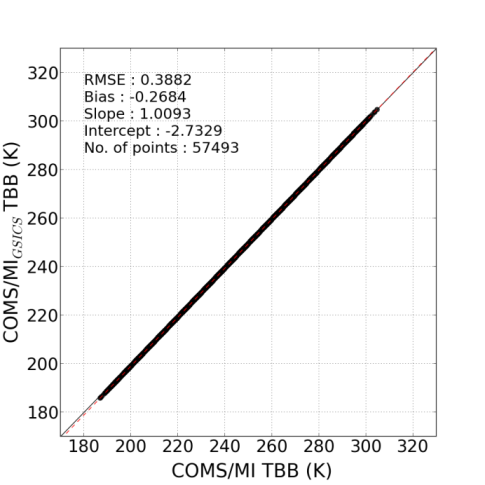 320
300
280
260
240
220
200
180
RMSE : 0.3882
Bias : -0.2684
Slope : 1.0093
Intercept : -2.7329
No. of points : 57493
COMS/MI_GSICS TBB (K)
180 200 220 240 260 280 300 320
COMS/MI TBB (K)